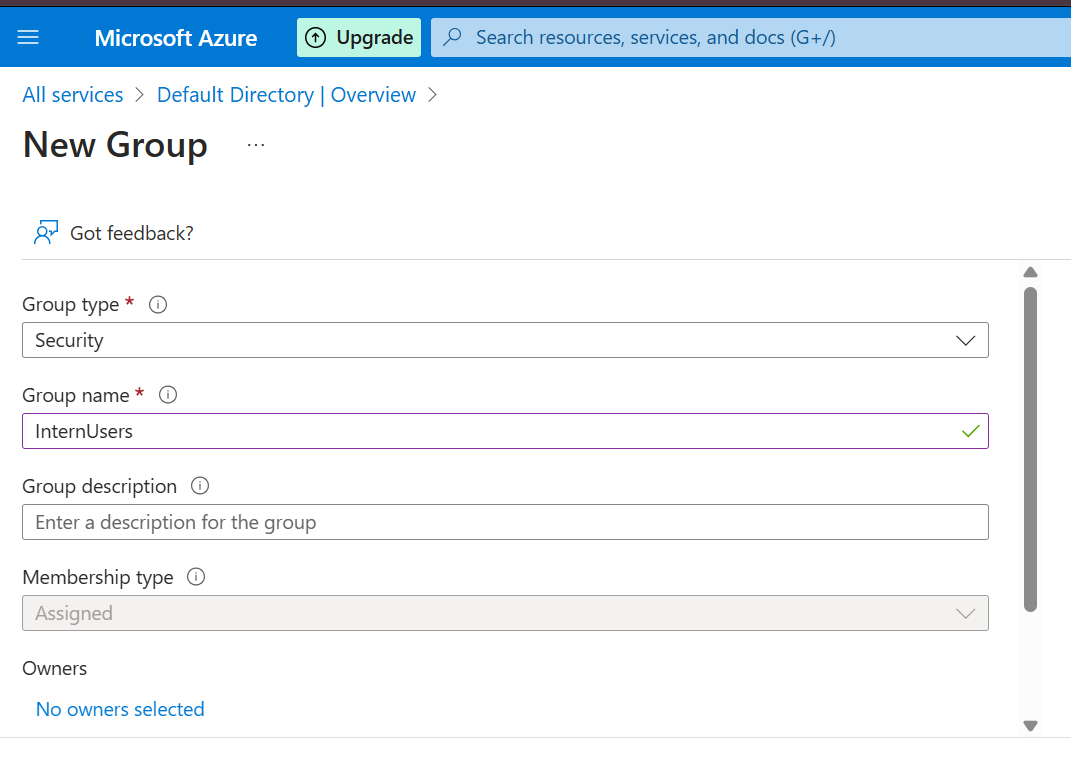 Microsoft Azure
Upgrade
Search resources, services, and docs (G+/)
All services > Default Directory | Overview >
New Group
...
Got feedback?
Group type *
Security
Group name *
InternUsers
Group description
Enter a description for the group
Membership type
Assigned
Owners
No owners selected